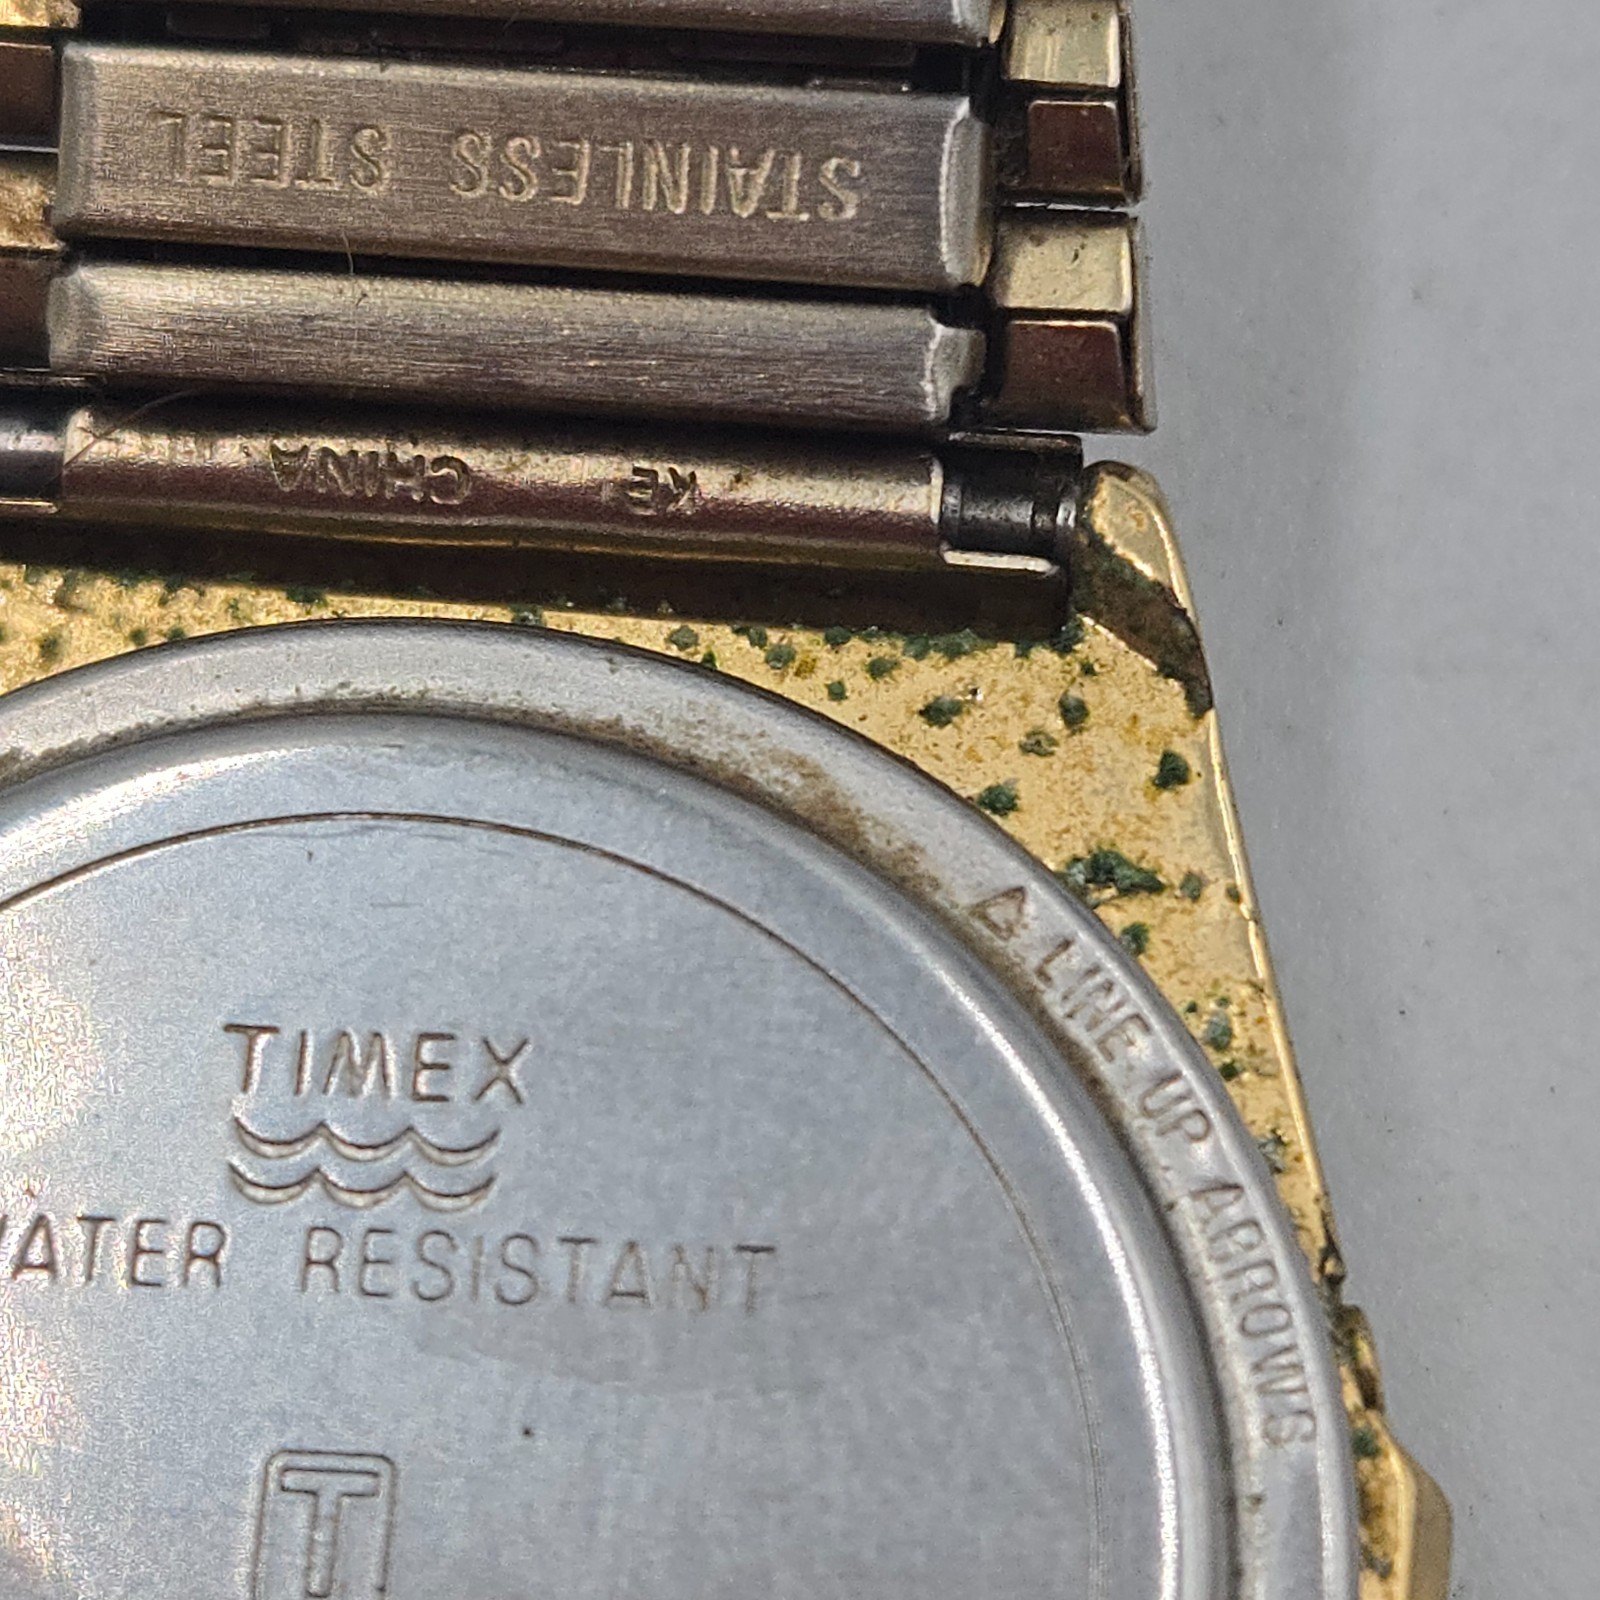 STAINLESS STEEL
KE CHINA
△ LINE UP ARROWS
TIMEX
WATER RESISTANT
T